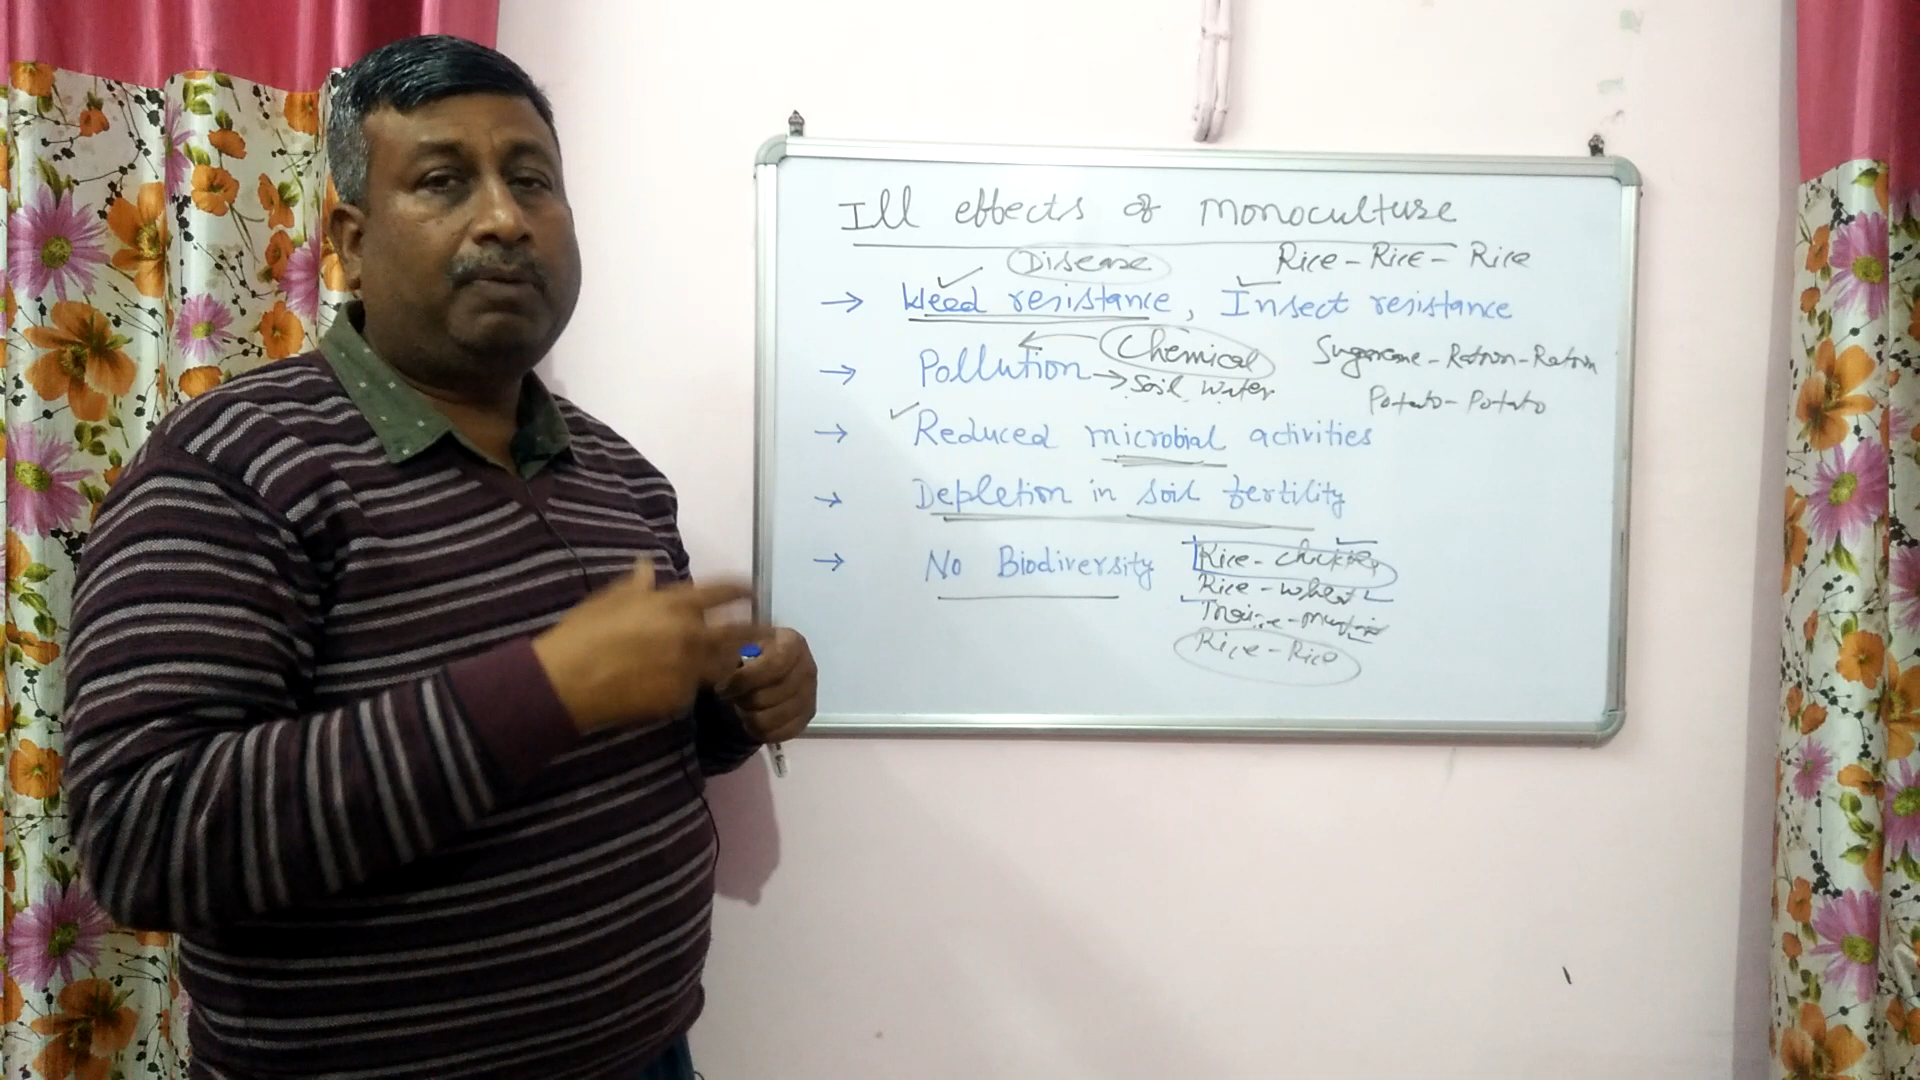 Ill effects of monoculture
Disease
Rice - Rice - Rice
→ Weed resistance, Insect resistance
Chemical
Sugarcane - Ratoon - Ratoon
→ Pollution → Soil water
Potato - Potato
→ Reduced microbial activities
→ Depletion in soil fertility
→ No Biodiversity
Rice -
Rice - wheat
Rice - Rice